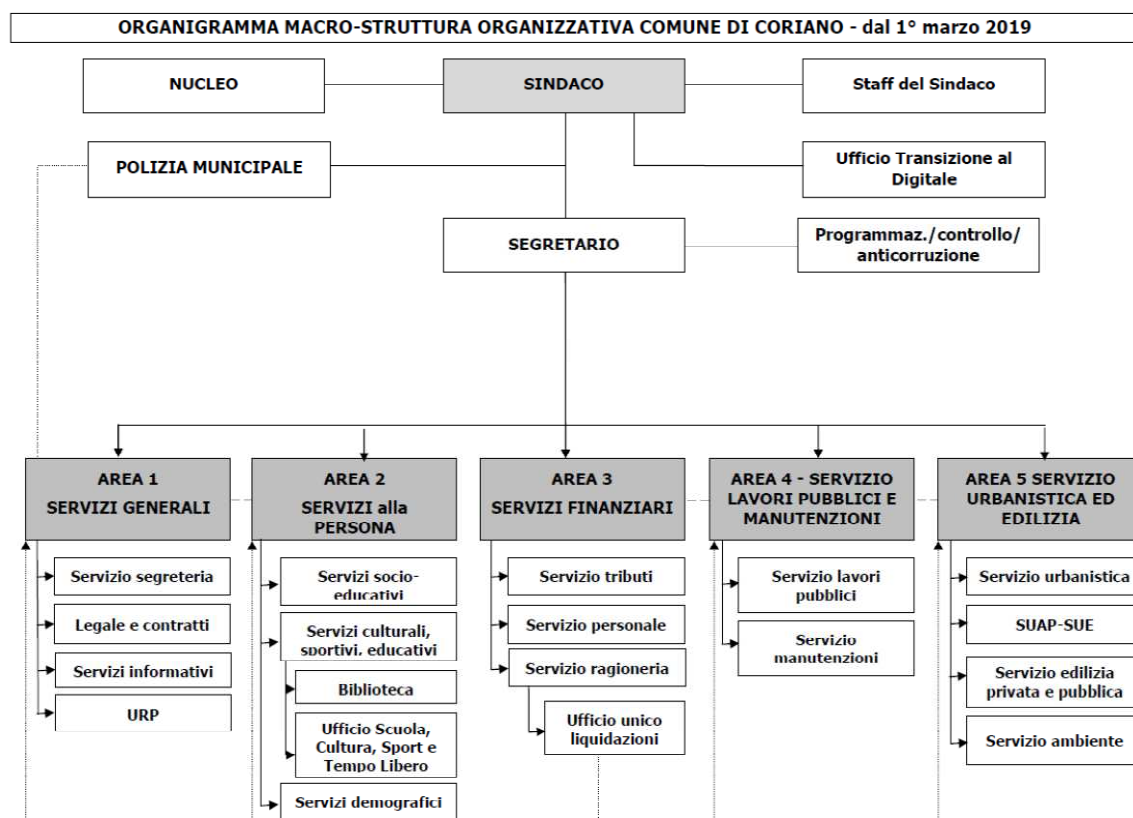 ORGANIGRAMMA MACRO-STRUTTURA ORGANIZZATIVA COMUNE DI CORIANO - dal 1° marzo 2019
NUCLEO
SINDACO
Staff del Sindaco
POLIZIA MUNICIPALE
Ufficio Transizione al
Digitale
SEGRETARIO
Programmaz./controllo/
anticorruzione
AREA 1
SERVIZI GENERALI
Servizio segreteria
Legale e contratti
Servizi informativi
URP
AREA 2
SERVIZI alla
PERSONA
Servizi socio-
educativi
Servizi culturali,
sportivi, educativi
Biblioteca
Ufficio Scuola,
Cultura, Sport e
Tempo Libero
Servizi demografici
AREA 3
SERVIZI FINANZIARI
Servizio tributi
Servizio personale
Servizio ragioneria
Ufficio unico
liquidazioni
AREA 4 - SERVIZIO
LAVORI PUBBLICI E
MANUTENZIONI
Servizio lavori
pubblici
Servizio
manutenzioni
AREA 5 SERVIZIO
URBANISTICA ED
EDILIZIA
Servizio urbanistica
SUAP-SUE
Servizio edilizia
privata e pubblica
Servizio ambiente